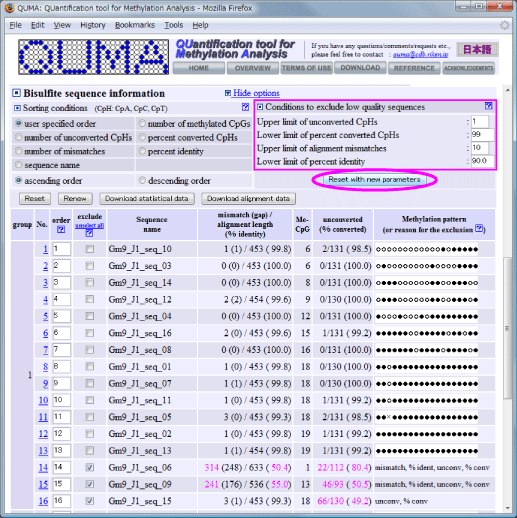 QUMA: QUantification tool for Methylation Analysis - Mozilla Firefox
File Edit View History Bookmarks Tools Help
QUMA
QUantification tool for Methylation Analysis
If you have any questions/comments/requests etc., please feel free to contact : quma@cdb.riken.jp
日本語
HOME OVERVIEW TERMS OF USE DOWNLOAD REFERENCE ACKNOWLEDGEMENTS
Bisulfite sequence information
Hide options
Sorting conditions (CpH: CpA, CpC, CpT) ?
user specified order number of methylated CpGs
number of unconverted CpHs percent converted CpHs
number of mismatches percent identity
sequence name
ascending order descending order
Conditions to exclude low quality sequences ?
Upper limit of unconverted CpHs : 1
Lower limit of percent converted CpHs : 99
Upper limit of alignment mismatches : 10
Lower limit of percent identity : 90.0
Reset with new parameters
Reset Renew Download statistical data Download alignment data
group No. order ? exclude unselect all ? Sequence name mismatch (gap) / alignment length (% identity) Me-CpG unconverted (% converted) Methylation pattern (or reason for the exclusion ?)
1
1 1 Gm9_J1_seq_10 1 (1) / 453 ( 99.8) 6 2/131 ( 98.5)
2 2 Gm9_J1_seq_03 0 (0) / 453 (100.0) 6 0/131 (100.0)
3 3 Gm9_J1_seq_14 0 (0) / 453 (100.0) 8 0/131 (100.0)
4 4 Gm9_J1_seq_12 2 (2) / 454 ( 99.6) 9 0/130 (100.0)
5 5 Gm9_J1_seq_04 0 (0) / 453 (100.0) 12 0/131 (100.0)
6 6 Gm9_J1_seq_16 2 (0) / 453 ( 99.6) 15 1/131 ( 99.2)
7 7 Gm9_J1_seq_08 0 (0) / 453 (100.0) 16 0/131 (100.0)
8 8 Gm9_J1_seq_01 1 (0) / 453 ( 99.8) 18 0/130 (100.0)
9 9 Gm9_J1_seq_07 1 (1) / 453 ( 99.8) 18 0/130 (100.0)
10 10 Gm9_J1_seq_11 1 (0) / 453 ( 99.8) 18 1/131 ( 99.2)
11 11 Gm9_J1_seq_05 3 (0) / 453 ( 99.3) 18 2/131 ( 98.5)
12 12 Gm9_J1_seq_02 1 (0) / 453 ( 99.8) 19 1/131 ( 99.2)
13 13 Gm9_J1_seq_13 1 (0) / 453 ( 99.8) 19 1/131 ( 99.2)
14 14 Gm9_J1_seq_06 314 (248) / 633 ( 50.4) 1 22/112 ( 80.4) mismatch, % ident, unconv, % conv
15 15 Gm9_J1_seq_09 241 (176) / 536 ( 55.0) 13 46/93 ( 50.5) mismatch, % ident, unconv, % conv
16 16 Gm9_J1_seq_15 3 (1) / 453 ( 99.3) 18 66/130 ( 49.2) unconv, % conv